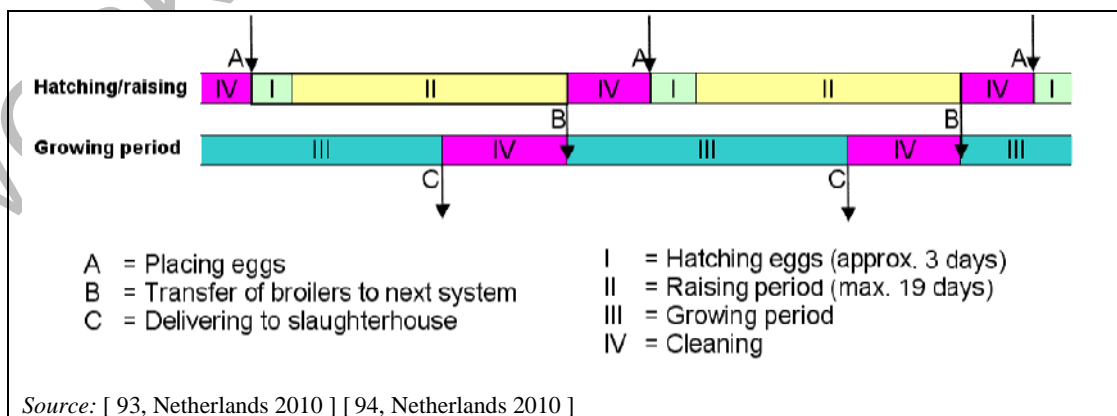 A A A
Hatching/raising IV I II IV I II IV I
B B
Growing period III IV III IV III
C C
A = Placing eggs
B = Transfer of broilers to next system
C = Delivering to slaughterhouse
I = Hatching eggs (approx. 3 days)
II = Raising period (max. 19 days)
III = Growing period
IV = Cleaning
Source: [ 93, Netherlands 2010 ] [ 94, Netherlands 2010 ]